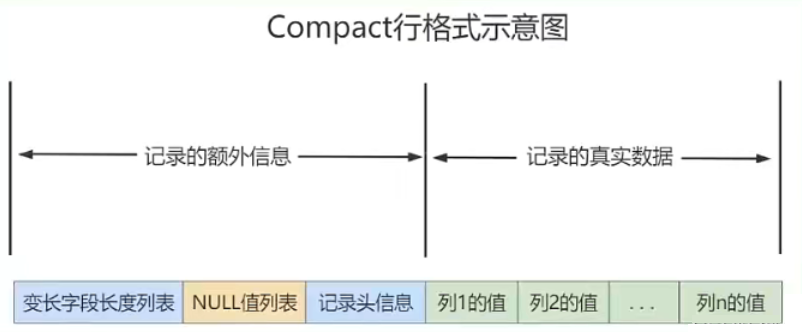 Compact行格式示意图
记录的额外信息 记录的真实数据
变长字段长度列表 NULL值列表 记录头信息 列1的值 列2的值 . . . 列n的值